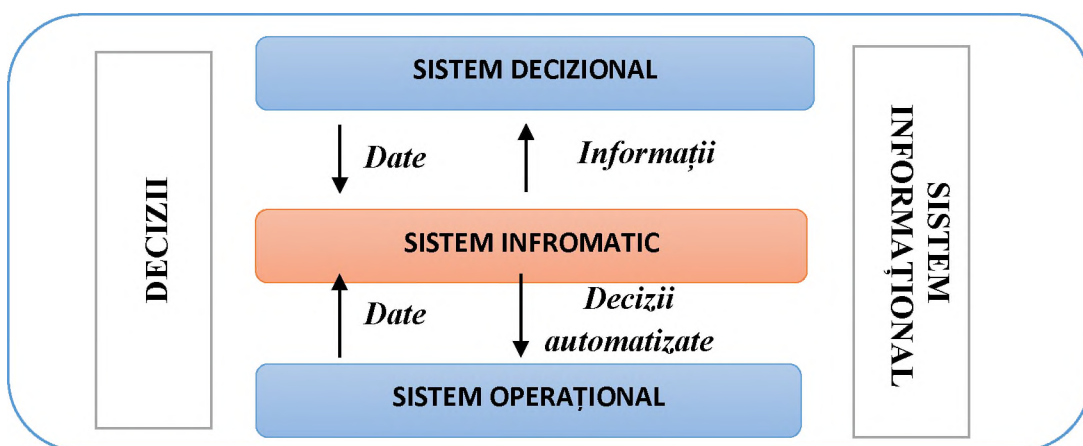 SISTEM DECIZIONAL
Date
Informații
DECIZII
SISTEM INFROMATIC
SISTEM
INFORMAȚIONAL
Date
Decizii
automatizate
SISTEM OPERAȚIONAL